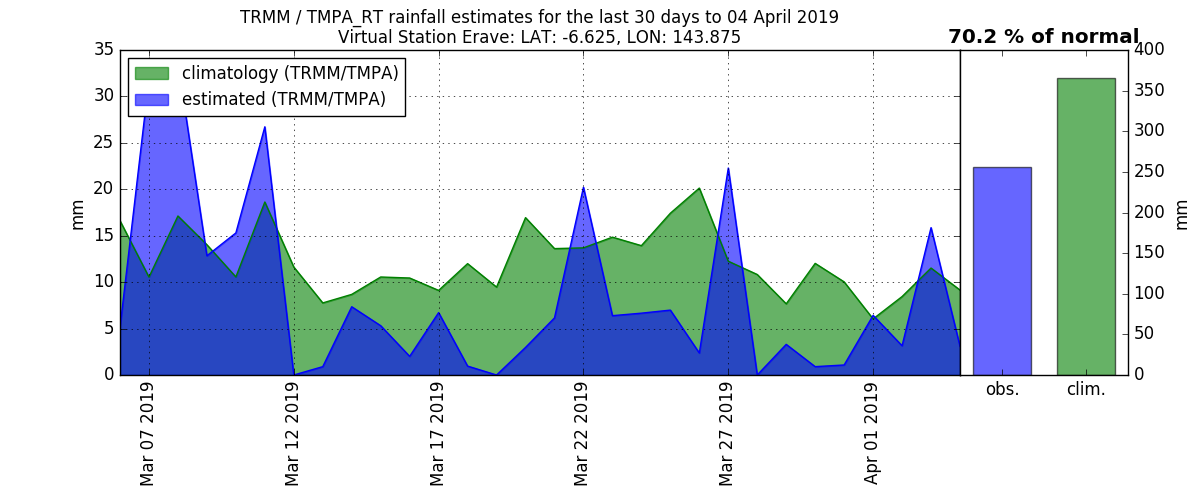 TRMM / TMPA_RT rainfall estimates for the last 30 days to 04 April 2019
Virtual Station Erave: LAT: -6.625, LON: 143.875
70.2 % of normal
climatology (TRMM/TMPA)
estimated (TRMM/TMPA)
mm
35
30
25
20
15
10
5
0
Mar 07 2019
Mar 12 2019
Mar 17 2019
Mar 22 2019
Mar 27 2019
Apr 01 2019
obs.
clim.
400
350
300
250
200
150
100
50
0
mm